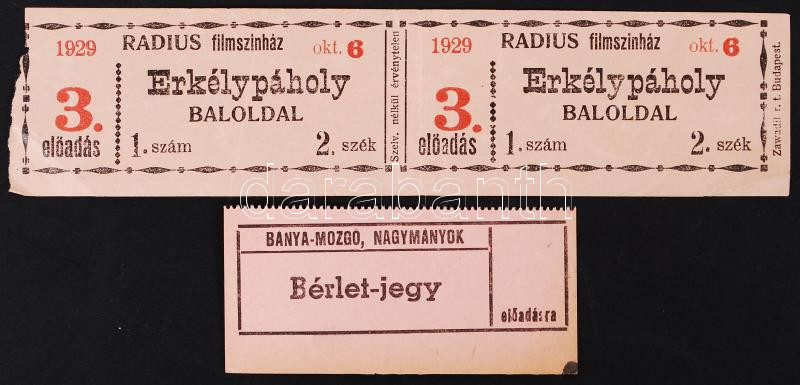 1929 RADIUS filmszinház okt. 6
Erkélypáholy
3. BALOLDAL
előadás 1. szám 2. szék
Szelv. nélkül érvénytelen
1929 RADIUS filmszinház okt. 6
Erkélypáholy
3. BALOLDAL
előadás 1. szám 2. szék
Zawadil r. t. Budapest.
darabanth
BANYA-MOZGO, NAGYMANYOK
Bérlet-jegy
előadásra